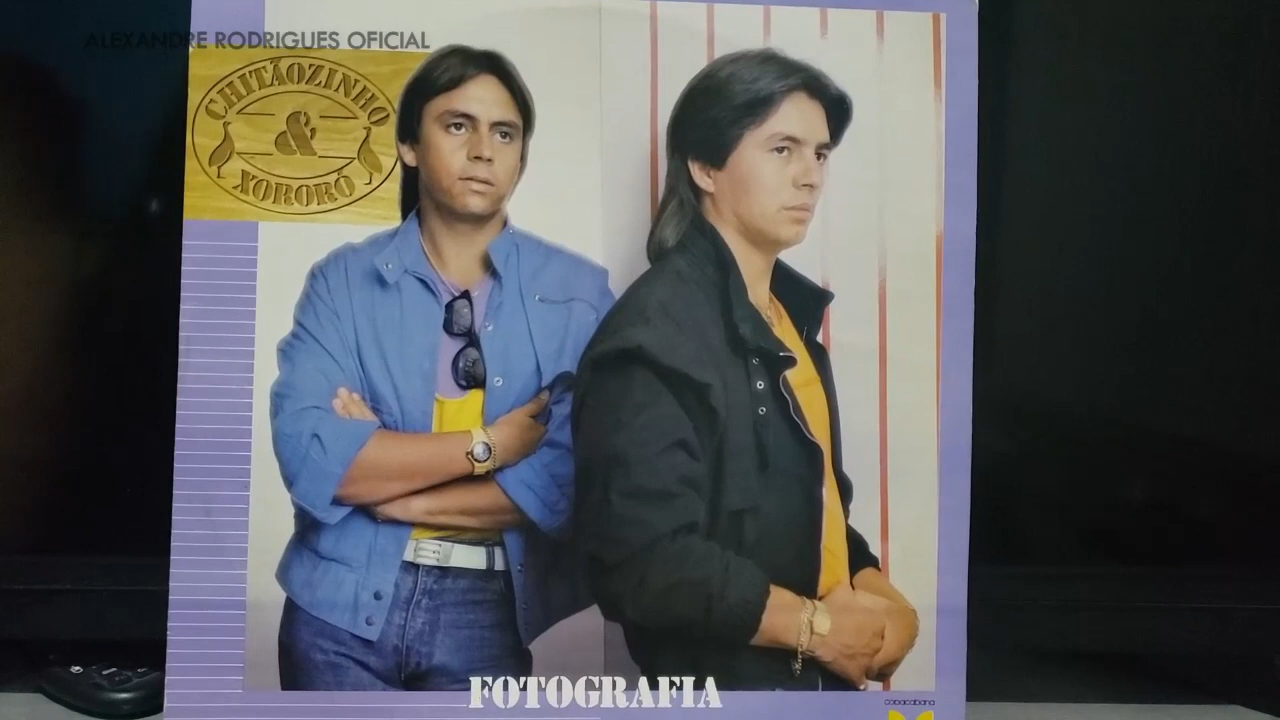 ALEXANDRE RODRIGUES OFICIAL
CHITÃOZINHO
&
XORORÓ
FOTOGRAFIA
copacabana